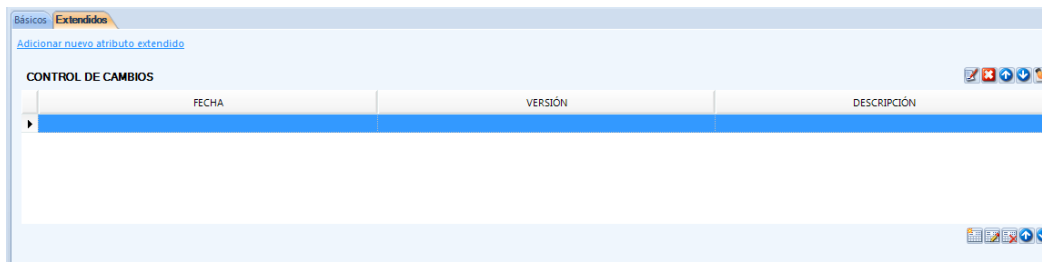 Básicos Extendidos
Adicionar nuevo atributo extendido
CONTROL DE CAMBIOS
FECHA VERSIÓN DESCRIPCIÓN